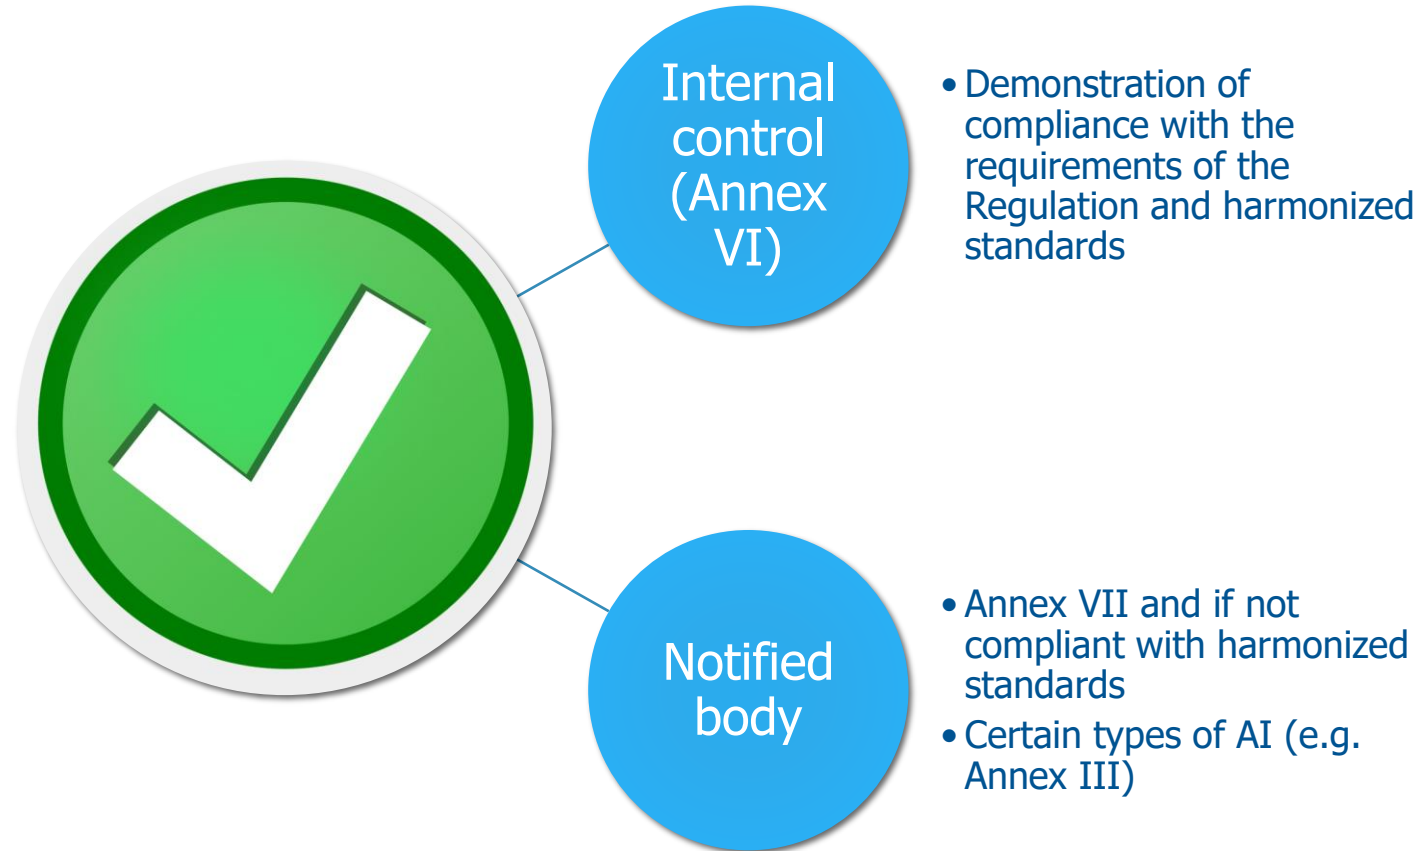 Internal
control
(Annex
VI)
• Demonstration of
compliance with the
requirements of the
Regulation and harmonized
standards
Notified
body
• Annex VII and if not
compliant with harmonized
standards
• Certain types of AI (e.g.
Annex III)